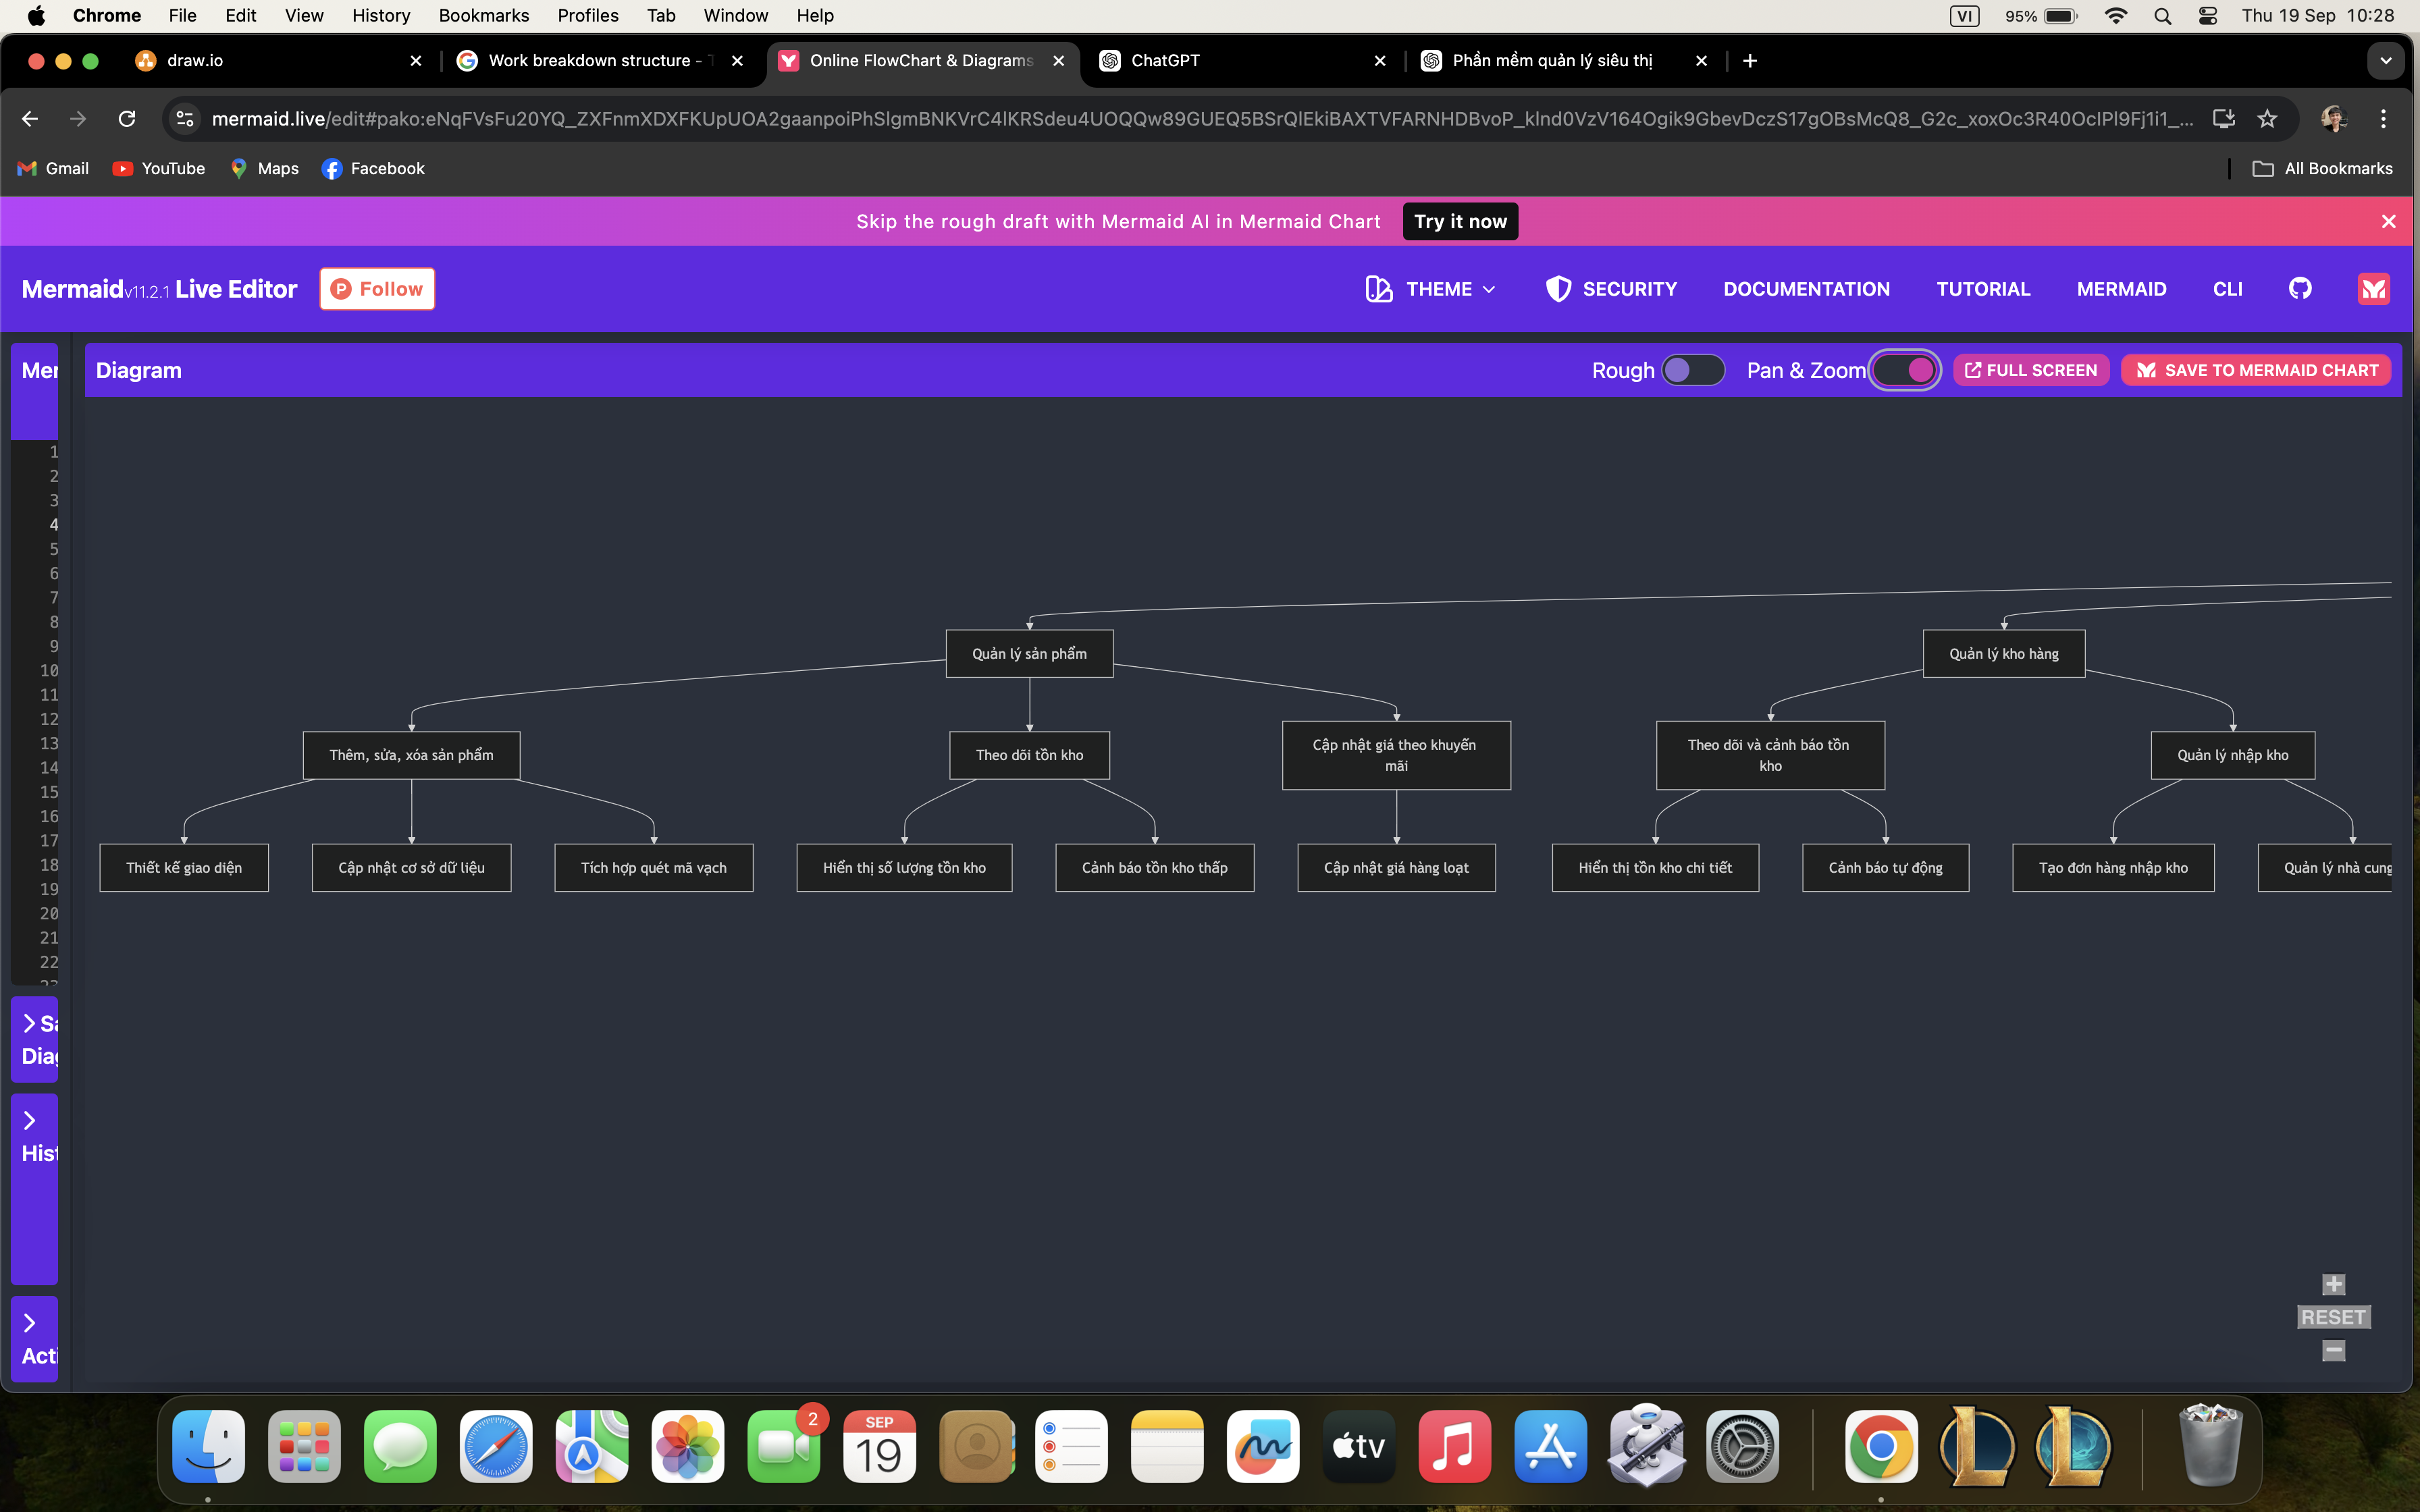 Chrome File Edit View History Bookmarks Profiles Tab Window Help
VI 95% Thu 19 Sep 10:28
draw.io
Work breakdown structure -
Online FlowChart & Diagrams
ChatGPT
Phần mềm quản lý siêu thị
Gmail YouTube Maps Facebook
All Bookmarks
Skip the rough draft with Mermaid AI in Mermaid Chart Try it now
Mermaid v11.2.1 Live Editor Follow
THEME SECURITY DOCUMENTATION TUTORIAL MERMAID CLI
Mer
Diagram
Rough Pan & Zoom FULL SCREEN SAVE TO MERMAID CHART
1
2
3
4
5
6
7
8
9
10
11
12
13
14
15
16
17
18
19
20
21
22
23
Quản lý sản phẩm
Quản lý kho hàng
Thêm, sửa, xóa sản phẩm
Theo dõi tồn kho
Cập nhật giá theo khuyến
mãi
Theo dõi và cảnh báo tồn
kho
Quản lý nhập kho
Thiết kế giao diện
Cập nhật cơ sở dữ liệu
Tích hợp quét mã vạch
Hiển thị số lượng tồn kho
Cảnh báo tồn kho thấp
Cập nhật giá hàng loạt
Hiển thị tồn kho chi tiết
Cảnh báo tự động
Tạo đơn hàng nhập kho
Quản lý nhà cung
Sa
Diag
Hist
Acti
RESET
2
SEP
19
tv